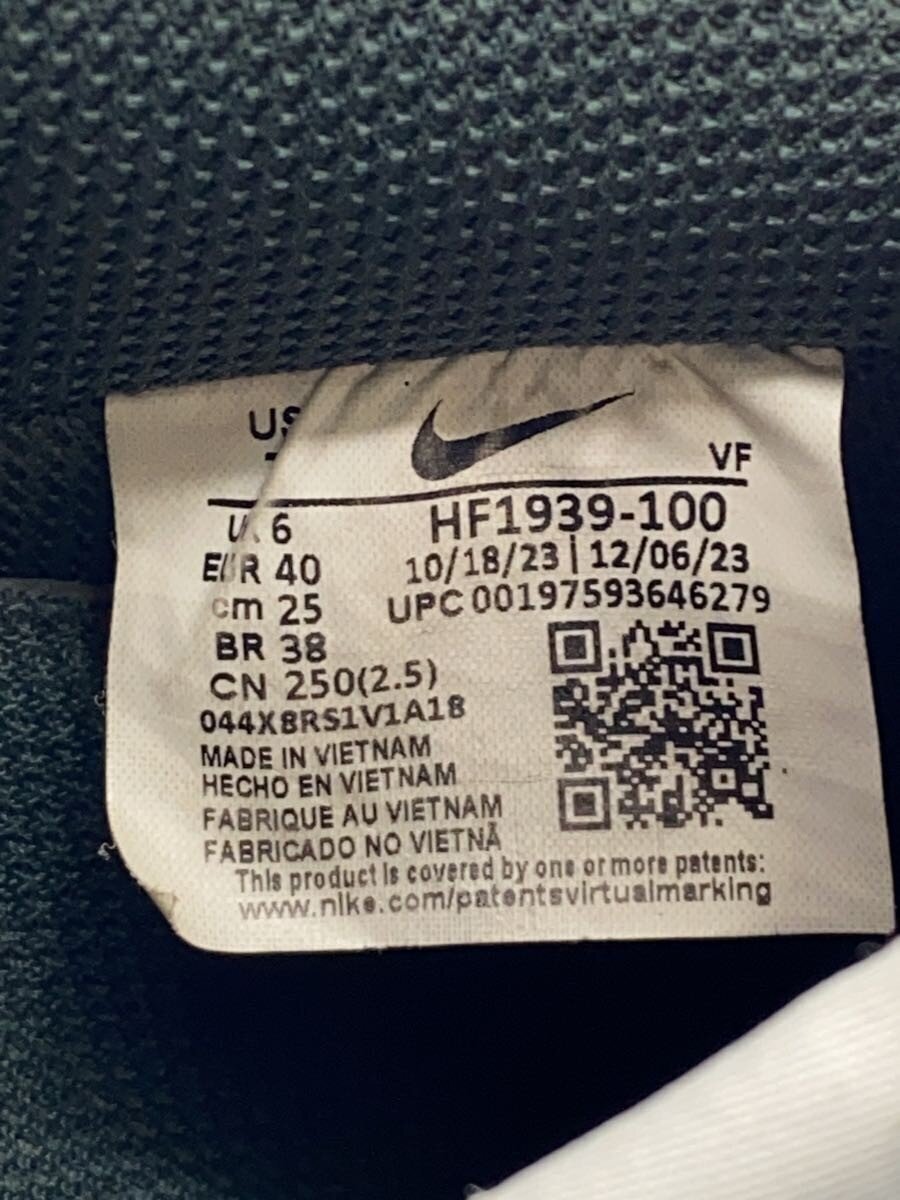 US
VF
UK 6
HF1939-100
EUR 40
10/18/23 | 12/06/23
cm 25
UPC 00197593646279
BR 38
CN 250(2.5)
044X8RS1V1A18
MADE IN VIETNAM
HECHO EN VIETNAM
FABRIQUE AU VIETNAM
FABRICADO NO VIETNÃ
This product is covered by one or more patents:
www.nike.com/patentsvirtualmarking